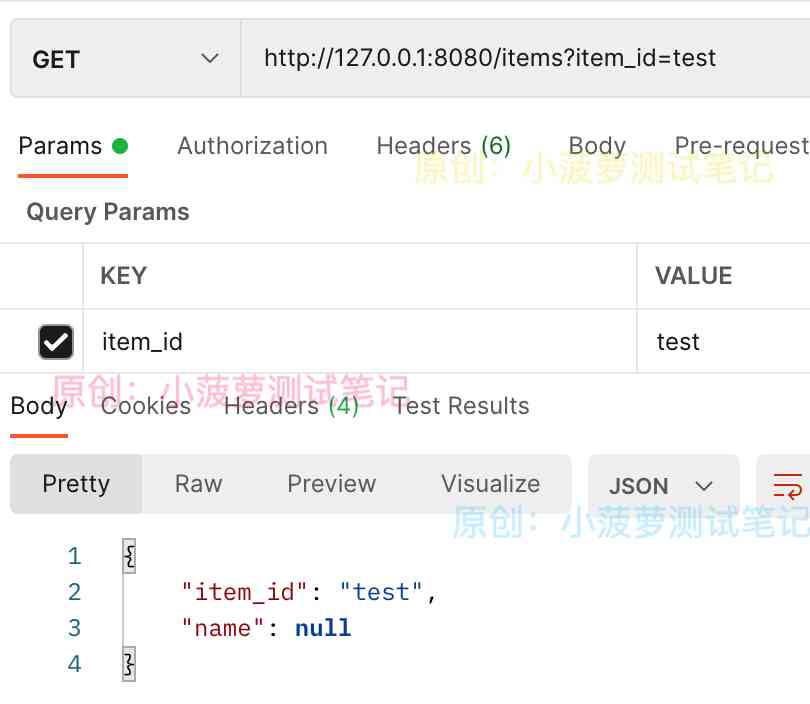 GET http://127.0.0.1:8080/items?item_id=test
Params Authorization Headers (6) Body Pre-request
原创：小菠萝测试笔记
Query Params
KEY VALUE
item_id test
原创：小菠萝测试笔记
Body Cookies Headers (4) Test Results
Pretty Raw Preview Visualize JSON
原创：小菠萝测试笔记
1 {
2 "item_id": "test",
3 "name": null
4 }